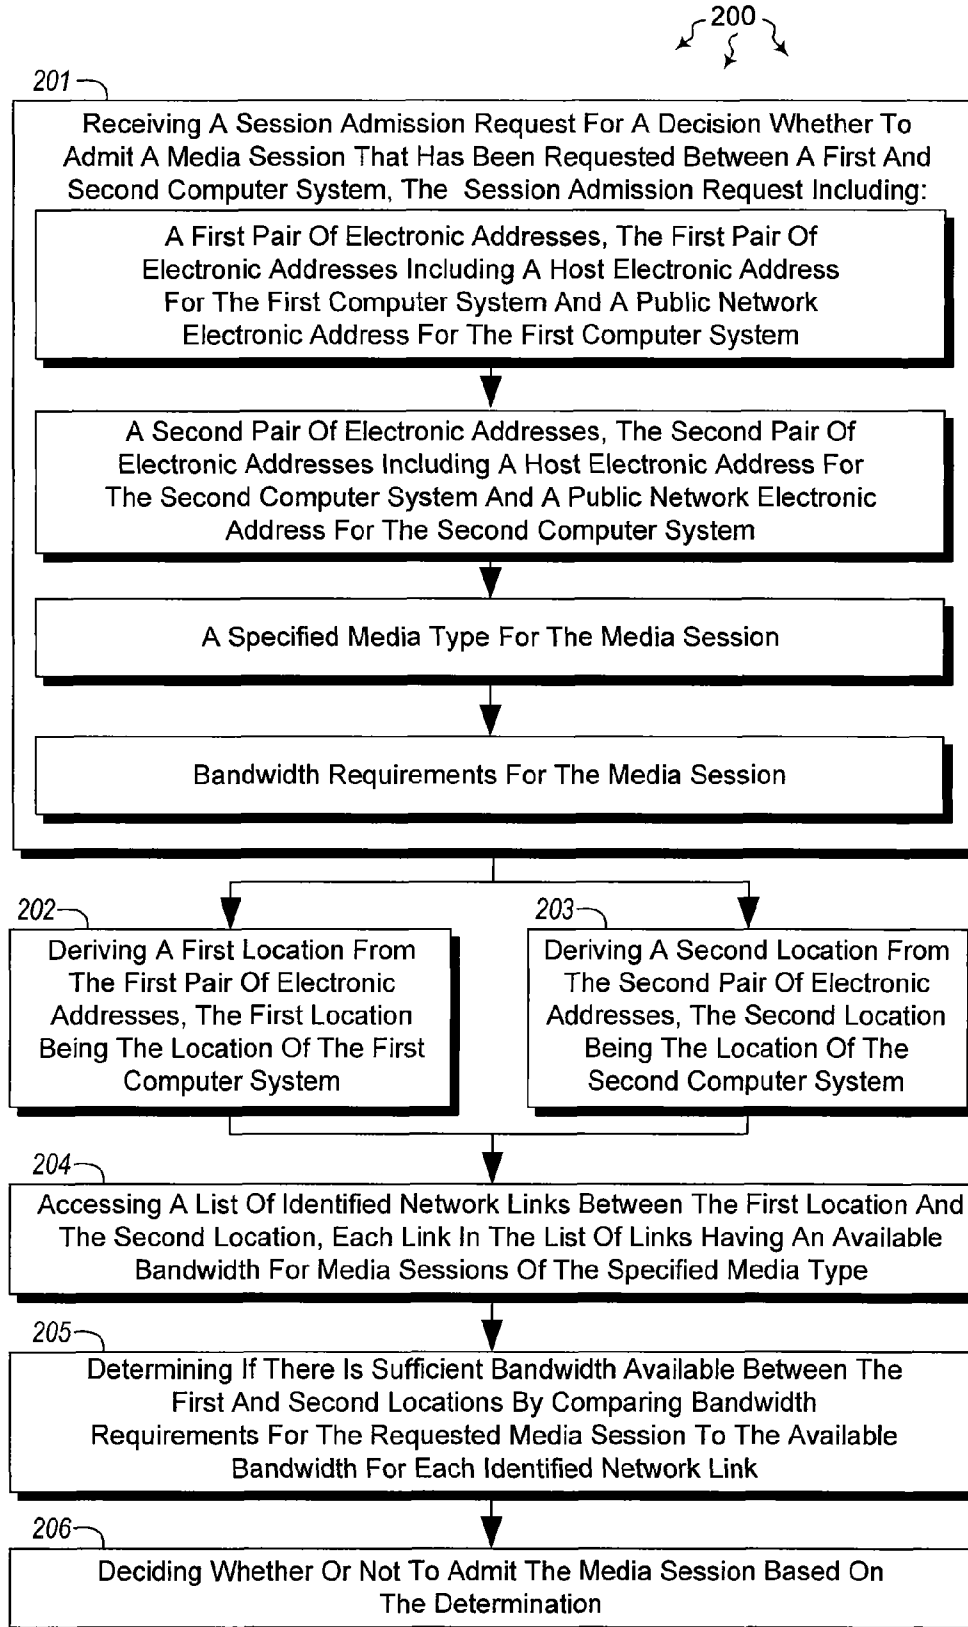 200
201
Receiving A Session Admission Request For A Decision Whether To
Admit A Media Session That Has Been Requested Between A First And
Second Computer System, The Session Admission Request Including:
A First Pair Of Electronic Addresses, The First Pair Of
Electronic Addresses Including A Host Electronic Address
For The First Computer System And A Public Network
Electronic Address For The First Computer System
A Second Pair Of Electronic Addresses, The Second Pair Of
Electronic Addresses Including A Host Electronic Address For
The Second Computer System And A Public Network Electronic
Address For The Second Computer System
A Specified Media Type For The Media Session
Bandwidth Requirements For The Media Session
202
Deriving A First Location From
The First Pair Of Electronic
Addresses, The First Location
Being The Location Of The First
Computer System
203
Deriving A Second Location From
The Second Pair Of Electronic
Addresses, The Second Location
Being The Location Of The
Second Computer System
204
Accessing A List Of Identified Network Links Between The First Location And
The Second Location, Each Link In The List Of Links Having An Available
Bandwidth For Media Sessions Of The Specified Media Type
205
Determining If There Is Sufficient Bandwidth Available Between The
First And Second Locations By Comparing Bandwidth
Requirements For The Requested Media Session To The Available
Bandwidth For Each Identified Network Link
206
Deciding Whether Or Not To Admit The Media Session Based On
The Determination